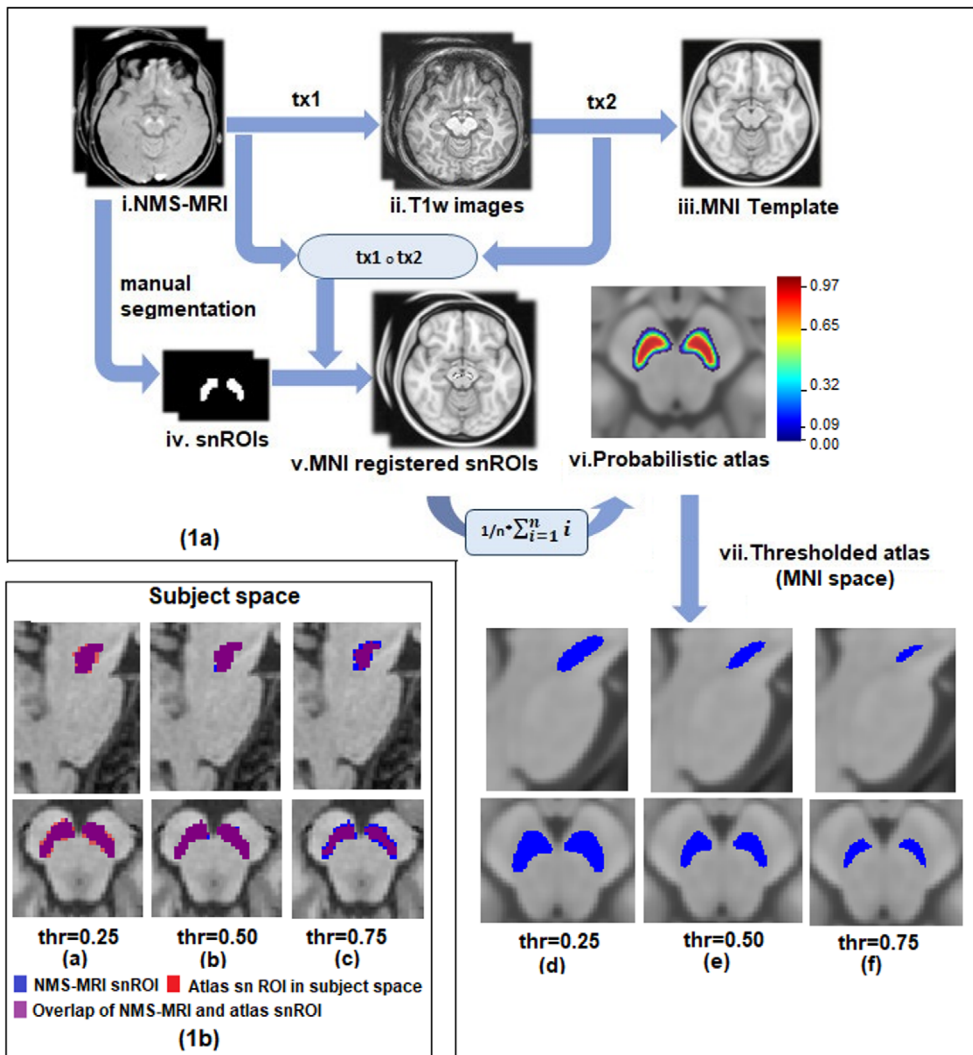 tx1
tx2
i.NMS-MRI
ii.T1w images
iii.MNI Template
tx1 ∘ tx2
manual
segmentation
0.97
0.65
0.32
0.09
0.00
iv. snROIs
v.MNI registered snROIs
vi.Probabilistic atlas
(1a)
1/n*∑ⁿᵢ₌₁ i
vii.Thresholded atlas
(MNI space)
Subject space
thr=0.25
(a)
thr=0.50
(b)
thr=0.75
(c)
NMS-MRI snROI
Atlas sn ROI in subject space
Overlap of NMS-MRI and atlas snROI
(1b)
thr=0.25
(d)
thr=0.50
(e)
thr=0.75
(f)